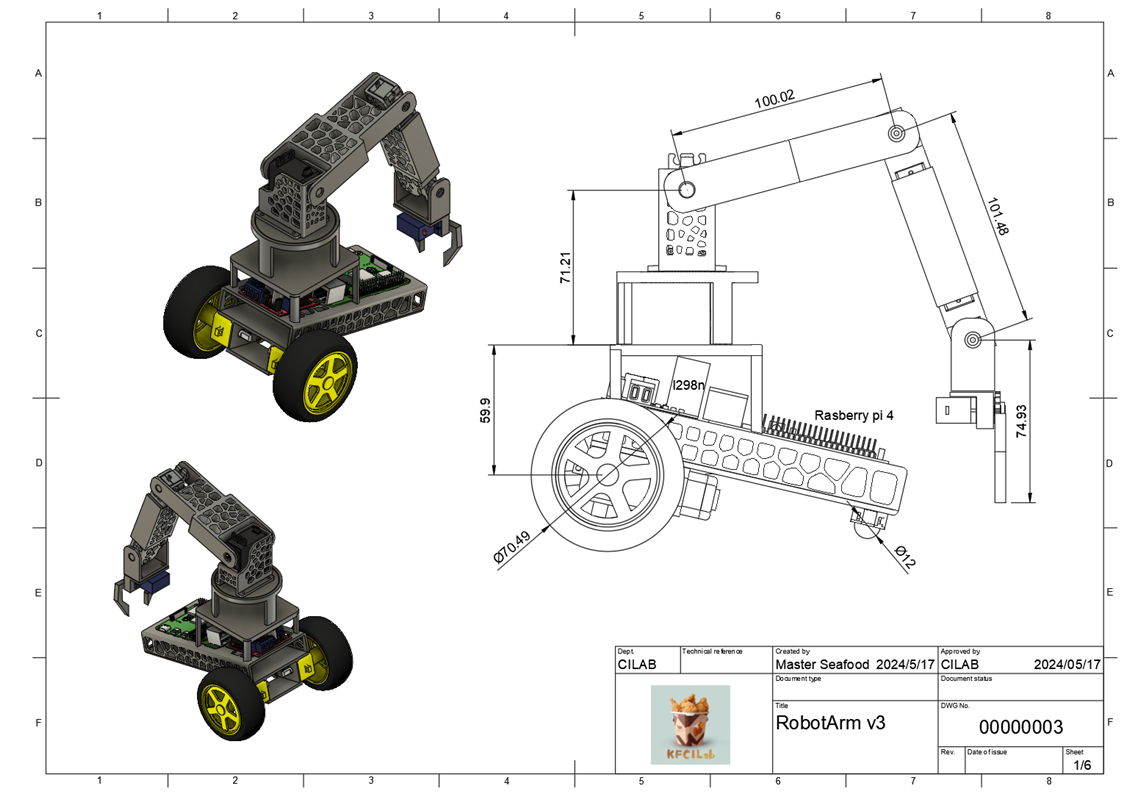 1 2 3 4 5 6 7 8
A A
100.02
B B
101.48
71.21
C C
l298n
59.9
Rasberry pi 4
74.93
D D
Ø70.49
Ø12
E E
Dept. Technical reference Created by Approved by
CILAB Master Seafood 2024/5/17 CILAB 2024/05/17
Document type Document status
Title DWG No.
RobotArm v3 00000003
F F
KFCILab
Rev. Date of issue Sheet
1/6
1 2 3 4 5 6 7 8